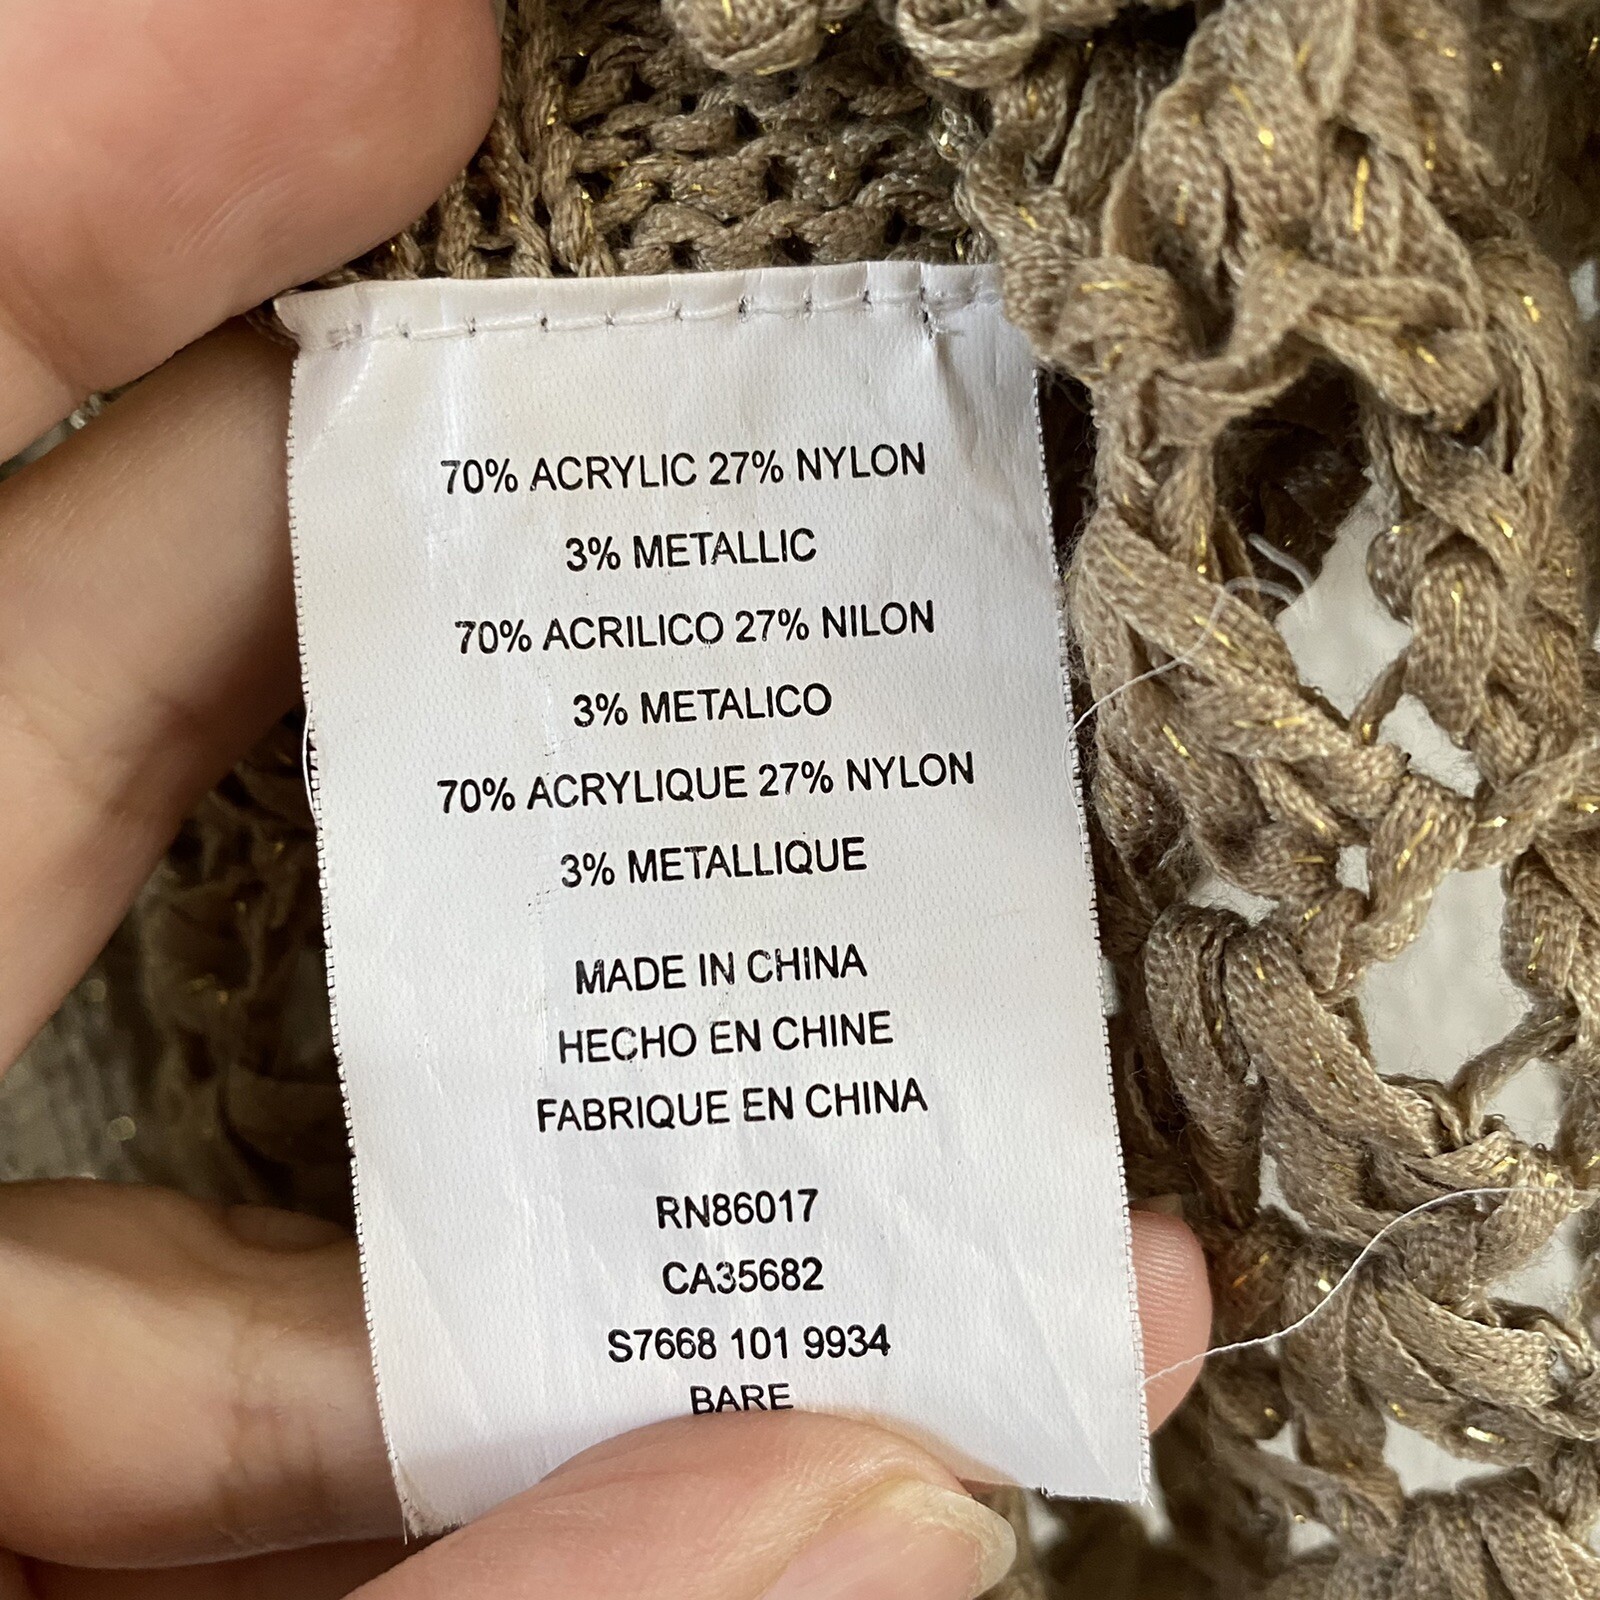 70% ACRYLIC 27% NYLON
3% METALLIC
70% ACRILICO 27% NILON
3% METALICO
70% ACRYLIQUE 27% NYLON
3% METALLIQUE
MADE IN CHINA
HECHO EN CHINE
FABRIQUE EN CHINA
RN86017
CA35682
S7668 101 9934
BARE